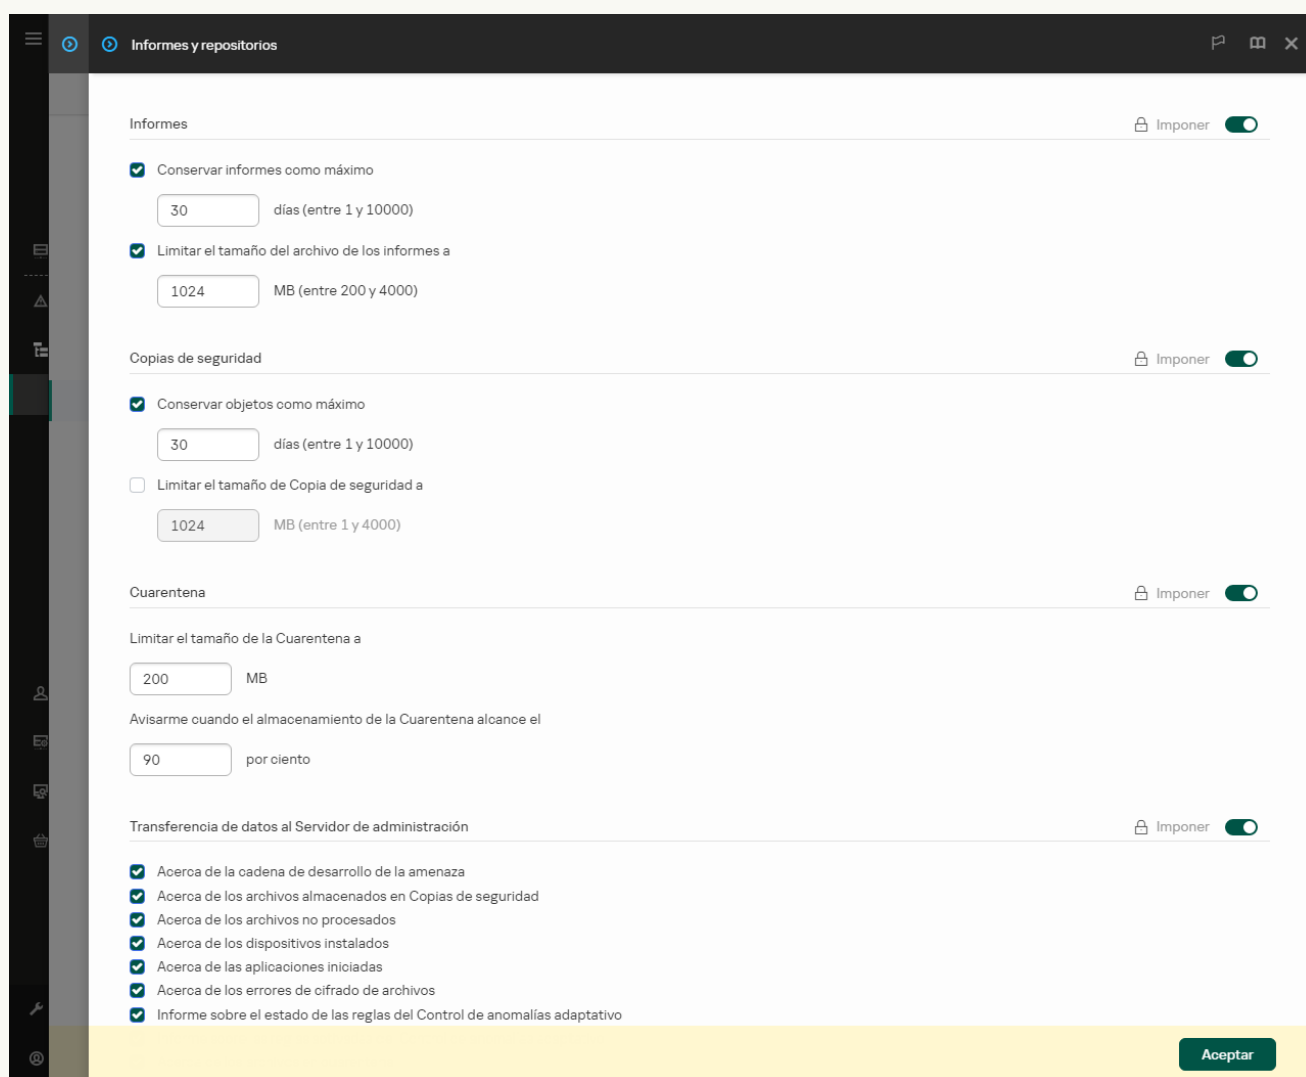 Informes y repositorios
Informes
Imponer
Conservar informes como máximo
30 días (entre 1 y 10000)
Limitar el tamaño del archivo de los informes a
1024 MB (entre 200 y 4000)
Copias de seguridad
Imponer
Conservar objetos como máximo
30 días (entre 1 y 10000)
Limitar el tamaño de Copia de seguridad a
1024 MB (entre 1 y 4000)
Cuarentena
Imponer
Limitar el tamaño de la Cuarentena a
200 MB
Avisarme cuando el almacenamiento de la Cuarentena alcance el
90 por ciento
Transferencia de datos al Servidor de administración
Imponer
Acerca de la cadena de desarrollo de la amenaza
Acerca de los archivos almacenados en Copias de seguridad
Acerca de los archivos no procesados
Acerca de los dispositivos instalados
Acerca de las aplicaciones iniciadas
Acerca de los errores de cifrado de archivos
Informe sobre el estado de las reglas del Control de anomalías adaptativo
Aceptar